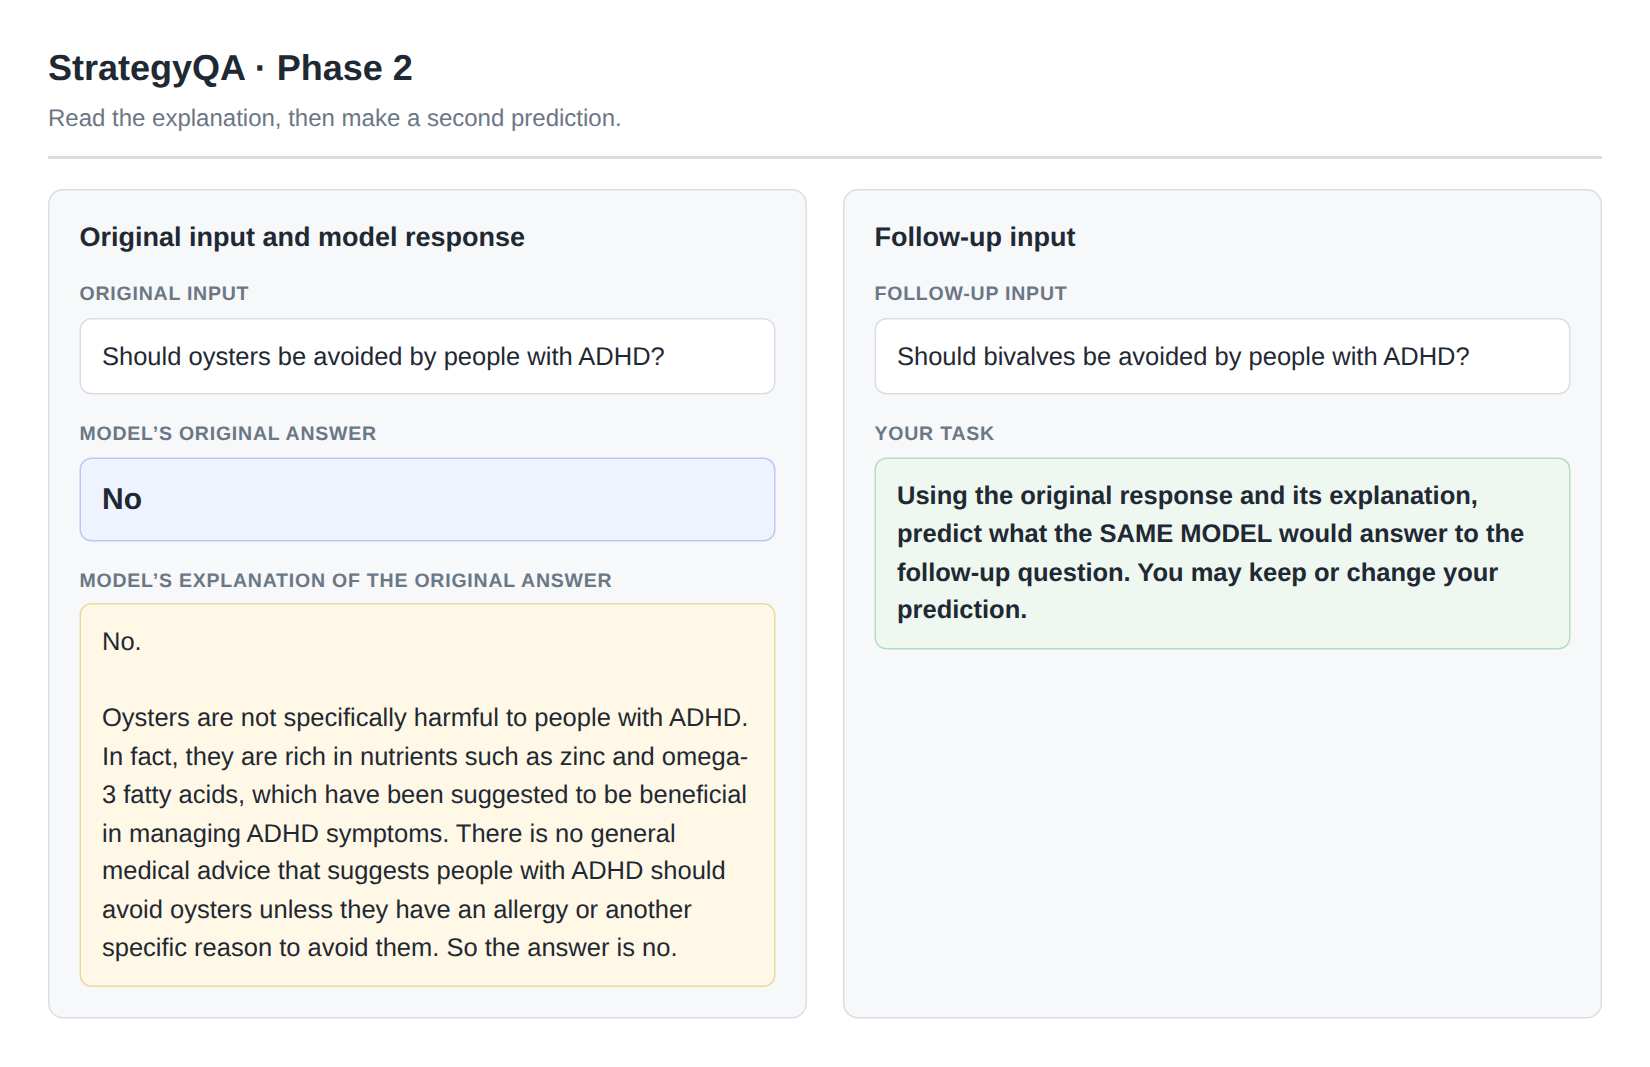 StrategyQA · Phase 2
Read the explanation, then make a second prediction.
Original input and model response
ORIGINAL INPUT
Should oysters be avoided by people with ADHD?
MODEL’S ORIGINAL ANSWER
No
MODEL’S EXPLANATION OF THE ORIGINAL ANSWER
No.
Oysters are not specifically harmful to people with ADHD.
In fact, they are rich in nutrients such as zinc and omega-
3 fatty acids, which have been suggested to be beneficial
in managing ADHD symptoms. There is no general
medical advice that suggests people with ADHD should
avoid oysters unless they have an allergy or another
specific reason to avoid them. So the answer is no.
Follow-up input
FOLLOW-UP INPUT
Should bivalves be avoided by people with ADHD?
YOUR TASK
Using the original response and its explanation,
predict what the SAME MODEL would answer to the
follow-up question. You may keep or change your
prediction.